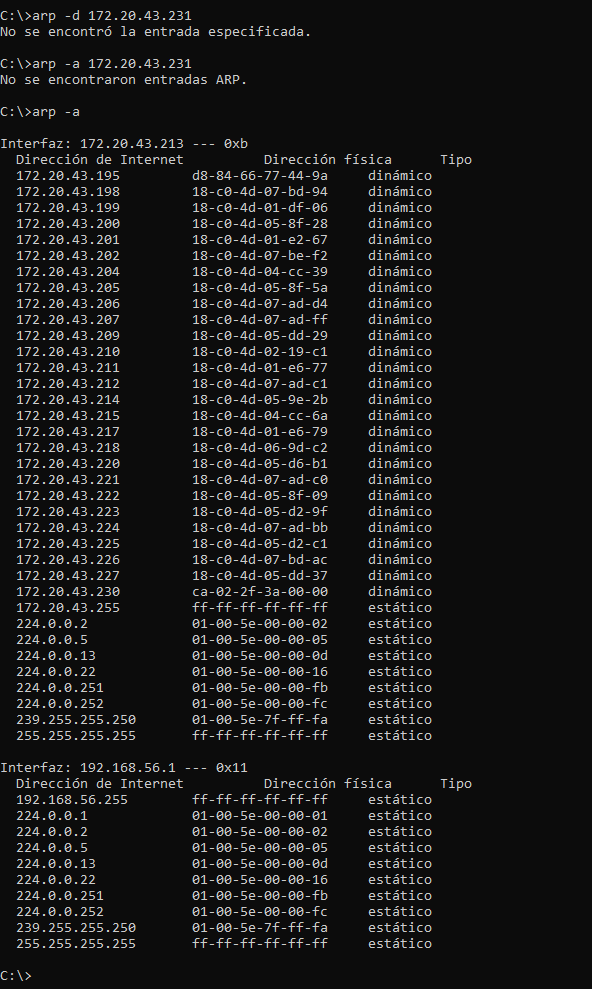 C:\>arp -d 172.20.43.231
No se encontró la entrada especificada.
C:\>arp -a 172.20.43.231
No se encontraron entradas ARP.
C:\>arp -a
Interfaz: 172.20.43.213 --- 0xb
Dirección de Internet Dirección física Tipo
172.20.43.195 d8-84-66-77-44-9a dinámico
172.20.43.198 18-c0-4d-07-bd-94 dinámico
172.20.43.199 18-c0-4d-01-df-06 dinámico
172.20.43.200 18-c0-4d-05-8f-28 dinámico
172.20.43.201 18-c0-4d-01-e2-67 dinámico
172.20.43.202 18-c0-4d-07-be-f2 dinámico
172.20.43.204 18-c0-4d-04-cc-39 dinámico
172.20.43.205 18-c0-4d-05-8f-5a dinámico
172.20.43.206 18-c0-4d-07-ad-d4 dinámico
172.20.43.207 18-c0-4d-07-ad-ff dinámico
172.20.43.209 18-c0-4d-05-dd-29 dinámico
172.20.43.210 18-c0-4d-02-19-c1 dinámico
172.20.43.211 18-c0-4d-01-e6-77 dinámico
172.20.43.212 18-c0-4d-07-ad-c1 dinámico
172.20.43.214 18-c0-4d-05-9e-2b dinámico
172.20.43.215 18-c0-4d-04-cc-6a dinámico
172.20.43.217 18-c0-4d-01-e6-79 dinámico
172.20.43.218 18-c0-4d-06-9d-c2 dinámico
172.20.43.220 18-c0-4d-05-d6-b1 dinámico
172.20.43.221 18-c0-4d-07-ad-c0 dinámico
172.20.43.222 18-c0-4d-05-8f-09 dinámico
172.20.43.223 18-c0-4d-05-d2-9f dinámico
172.20.43.224 18-c0-4d-07-ad-bb dinámico
172.20.43.225 18-c0-4d-05-d2-c1 dinámico
172.20.43.226 18-c0-4d-07-bd-ac dinámico
172.20.43.227 18-c0-4d-05-dd-37 dinámico
172.20.43.230 ca-02-2f-3a-00-00 dinámico
172.20.43.255 ff-ff-ff-ff-ff-ff estático
224.0.0.2 01-00-5e-00-00-02 estático
224.0.0.5 01-00-5e-00-00-05 estático
224.0.0.13 01-00-5e-00-00-0d estático
224.0.0.22 01-00-5e-00-00-16 estático
224.0.0.251 01-00-5e-00-00-fb estático
224.0.0.252 01-00-5e-00-00-fc estático
239.255.255.250 01-00-5e-7f-ff-fa estático
255.255.255.255 ff-ff-ff-ff-ff-ff estático
Interfaz: 192.168.56.1 --- 0x11
Dirección de Internet Dirección física Tipo
192.168.56.255 ff-ff-ff-ff-ff-ff estático
224.0.0.1 01-00-5e-00-00-01 estático
224.0.0.2 01-00-5e-00-00-02 estático
224.0.0.5 01-00-5e-00-00-05 estático
224.0.0.13 01-00-5e-00-00-0d estático
224.0.0.22 01-00-5e-00-00-16 estático
224.0.0.251 01-00-5e-00-00-fb estático
224.0.0.252 01-00-5e-00-00-fc estático
239.255.255.250 01-00-5e-7f-ff-fa estático
255.255.255.255 ff-ff-ff-ff-ff-ff estático
C:\>